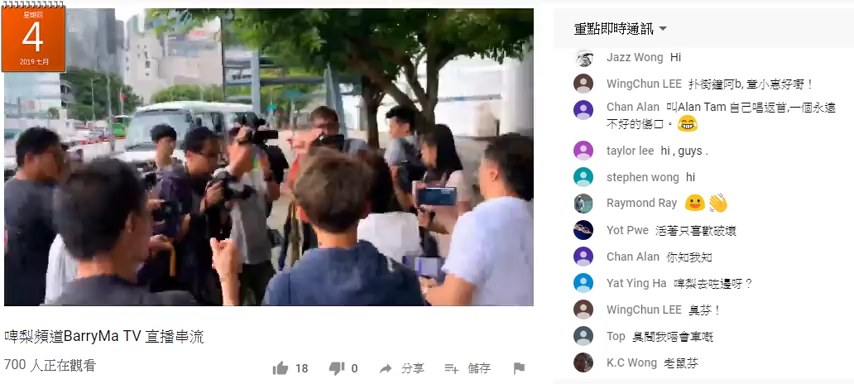 星期四
4
2019 七月
啤梨頻道BarryMa TV 直播串流
700 人正在觀看
18
0
分享
儲存
重點即時通訊
Jazz Wong Hi
WingChun LEE 扑街鐘阿b, 章小蕙好嘢！
Chan Alan 叫Alan Tam 自己唱返首,一個永遠
不好的傷口。😂
taylor lee hi , guys .
stephen wong hi
Raymond Ray 😛👋
Yot Pwe 活著只喜歡破壞
Chan Alan 你知我知
Yat Ying Ha 啤梨去咗邊呀？
WingChun LEE 臭芬！
Top 臭閪我唔會車嘅
K.C Wong 老鼠芬